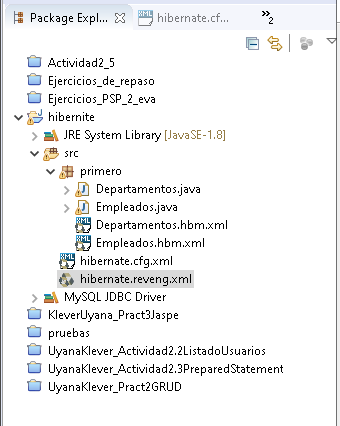 Package Expl...
hibernate.cf...
XML
»2
Actividad2_5
Ejercicios_de_repaso
Ejercicios_PSP_2_eva
hibernite
JRE System Library [JavaSE-1.8]
src
primero
Departamentos.java
Empleados.java
Departamentos.hbm.xml
Empleados.hbm.xml
hibernate.cfg.xml
hibernate.reveng.xml
MySQL JDBC Driver
KleverUyana_Pract3Jaspe
pruebas
UyanaKlever_Actividad2.2ListadoUsuarios
UyanaKlever_Actividad2.3PreparedStatement
UyanaKlever_Pract2GRUD